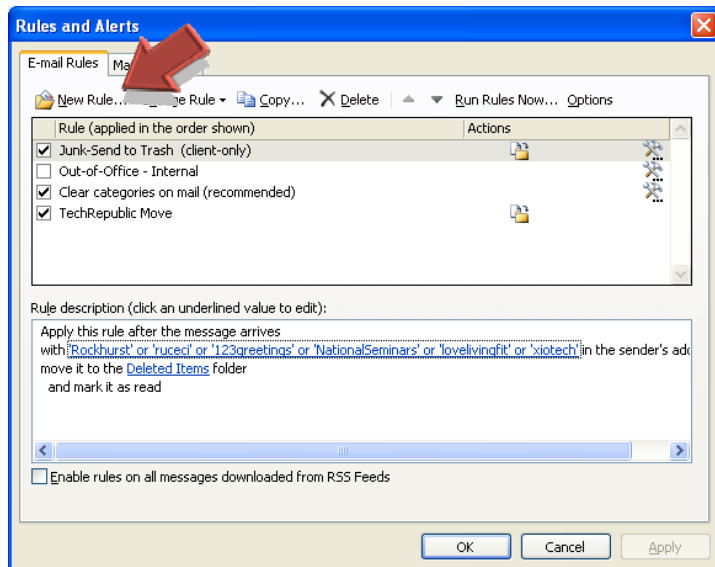 Rules and Alerts
E-mail Rules Ma
New Rule... ge Rule Copy... Delete Run Rules Now... Options
Rule (applied in the order shown) Actions
Junk-Send to Trash (client-only)
Out-of-Office - Internal
Clear categories on mail (recommended)
TechRepublic Move
Rule description (click an underlined value to edit):
Apply this rule after the message arrives
with 'Rockhurst' or 'ruceci' or '123greetings' or 'NationalSeminars' or 'lovelivingfit' or 'xiotech' in the sender's add
move it to the Deleted Items folder
and mark it as read
Enable rules on all messages downloaded from RSS Feeds
OK Cancel Apply